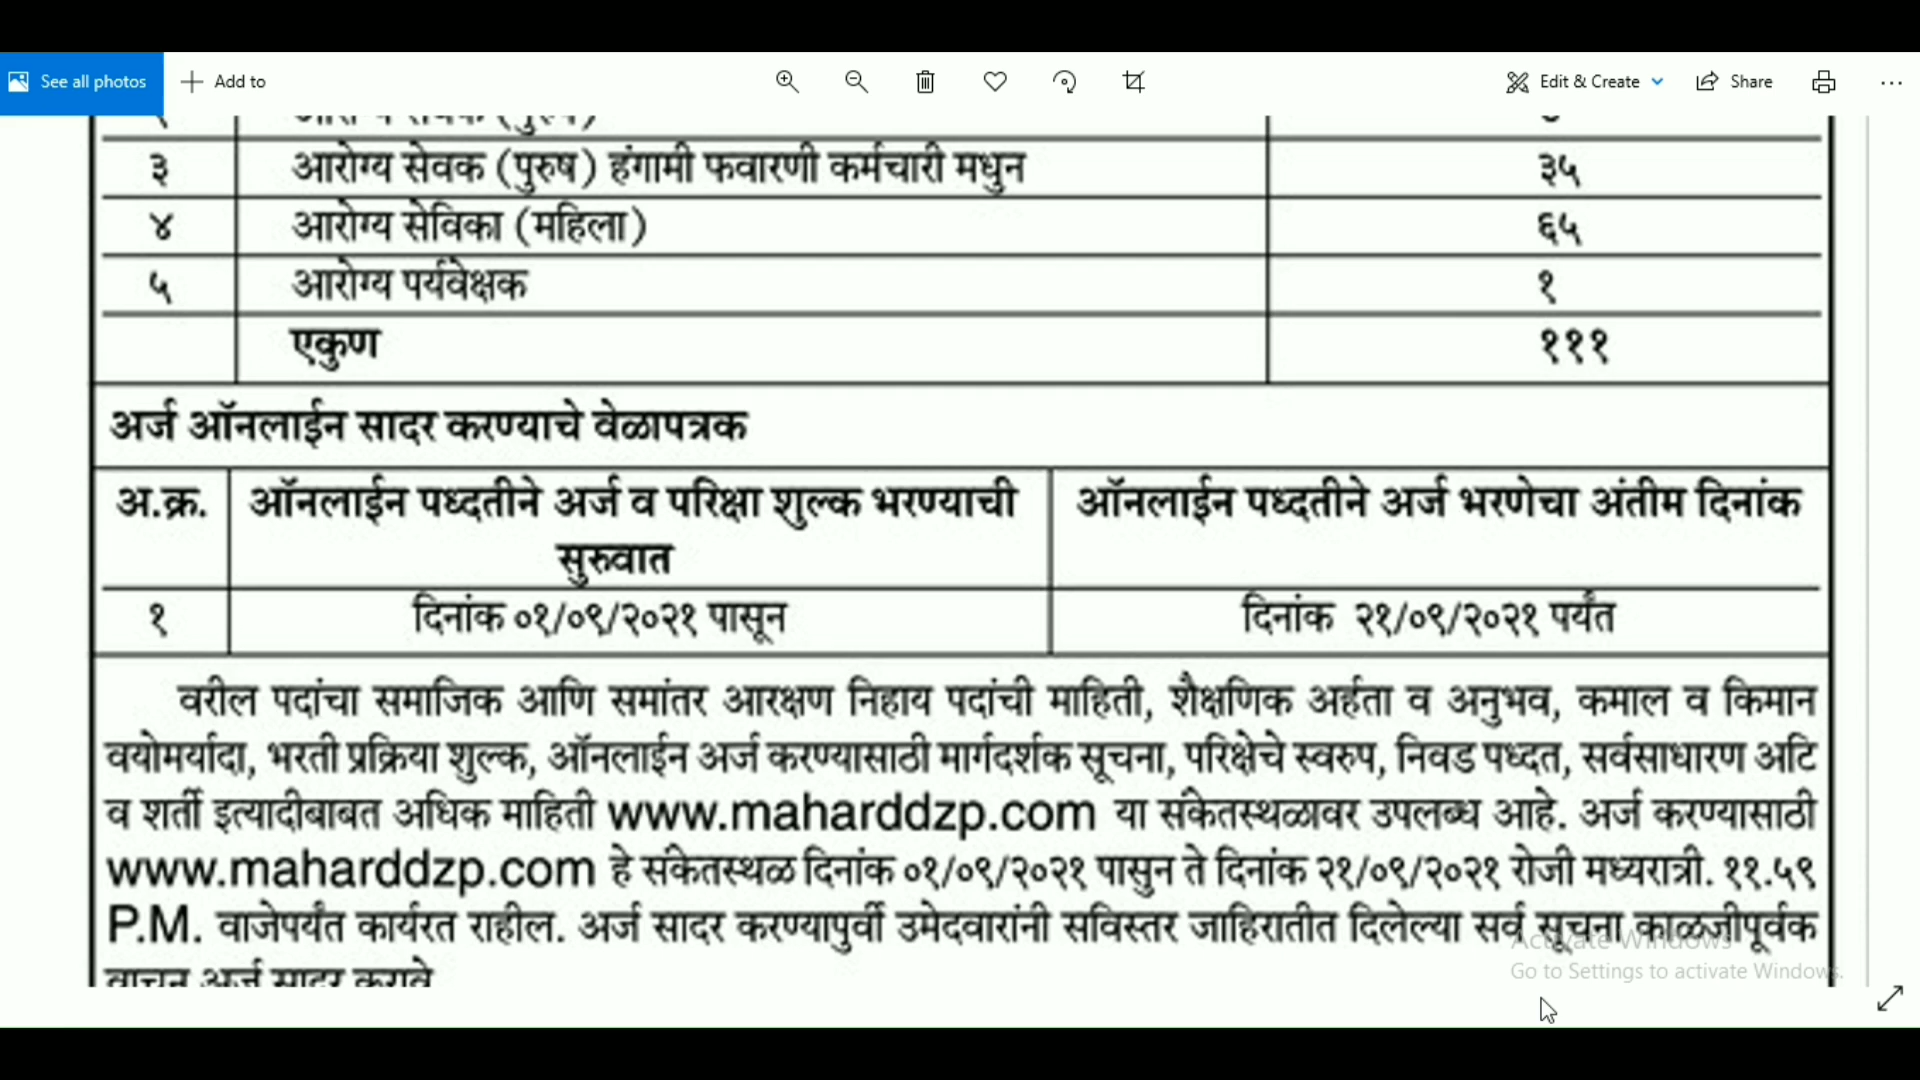 See all photos
Add to
Edit & Create
Share
३ आरोग्य सेवक (पुरुष) हंगामी फवारणी कर्मचारी मधुन ३५
४ आरोग्य सेविका (महिला) ६५
५ आरोग्य पर्यवेक्षक १
एकुण १११
अर्ज ऑनलाईन सादर करण्याचे वेळापत्रक
अ.क्र. ऑनलाईन पध्दतीने अर्ज व परिक्षा शुल्क भरण्याची ऑनलाईन पध्दतीने अर्ज भरणेचा अंतीम दिनांक
सुरुवात
१ दिनांक ०१/०९/२०२१ पासून दिनांक २१/०९/२०२१ पर्यंत
वरील पदांचा समाजिक आणि समांतर आरक्षण निहाय पदांची माहिती, शैक्षणिक अर्हता व अनुभव, कमाल व किमान
वयोमर्यादा, भरती प्रक्रिया शुल्क, ऑनलाईन अर्ज करण्यासाठी मार्गदर्शक सूचना, परिक्षेचे स्वरुप, निवड पध्दत, सर्वसाधारण अटि
व शर्ती इत्यादीबाबत अधिक माहिती www.maharddzp.com या संकेतस्थळावर उपलब्ध आहे. अर्ज करण्यासाठी
www.maharddzp.com हे संकेतस्थळ दिनांक ०१/०९/२०२१ पासुन ते दिनांक २१/०९/२०२१ रोजी मध्यरात्री. ११.५९
P.M. वाजेपर्यंत कार्यरत राहील. अर्ज सादर करण्यापुर्वी उमेदवारांनी सविस्तर जाहिरातीत दिलेल्या सर्व सूचना काळजीपूर्वक
वाचुन अर्ज सादर करावे
Activate Windows
Go to Settings to activate Windows.